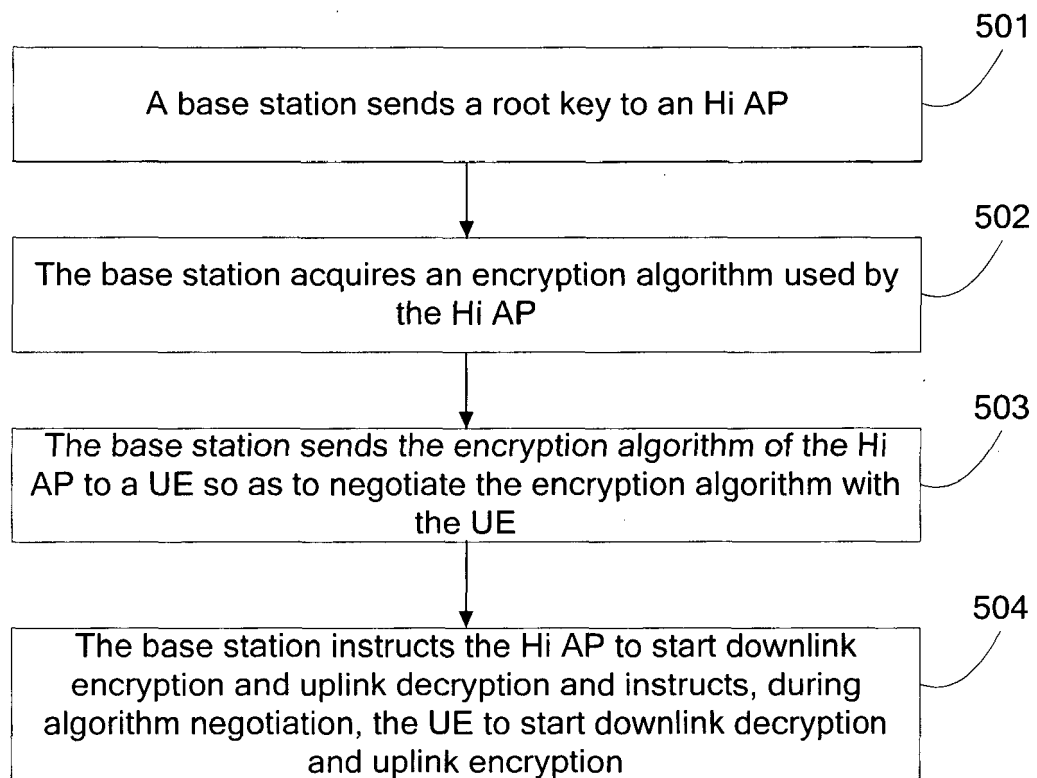 501
A base station sends a root key to an Hi AP
502
The base station acquires an encryption algorithm used by
the Hi AP
503
The base station sends the encryption algorithm of the Hi
AP to a UE so as to negotiate the encryption algorithm with
the UE
504
The base station instructs the Hi AP to start downlink
encryption and uplink decryption and instructs, during
algorithm negotiation, the UE to start downlink decryption
and uplink encryption